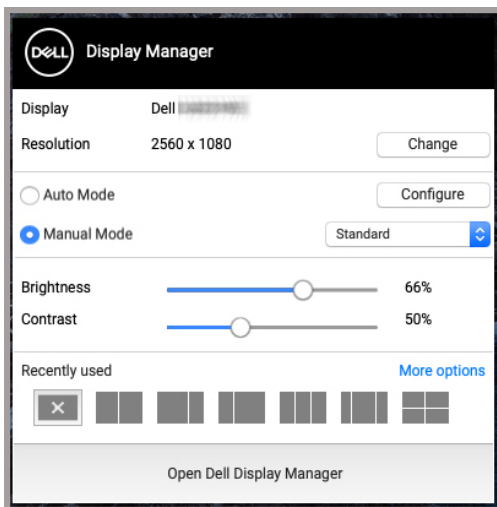 DELL Display Manager
Display Dell
Resolution 2560 x 1080 Change
Auto Mode Configure
Manual Mode Standard
Brightness 66%
Contrast 50%
Recently used More options
Open Dell Display Manager